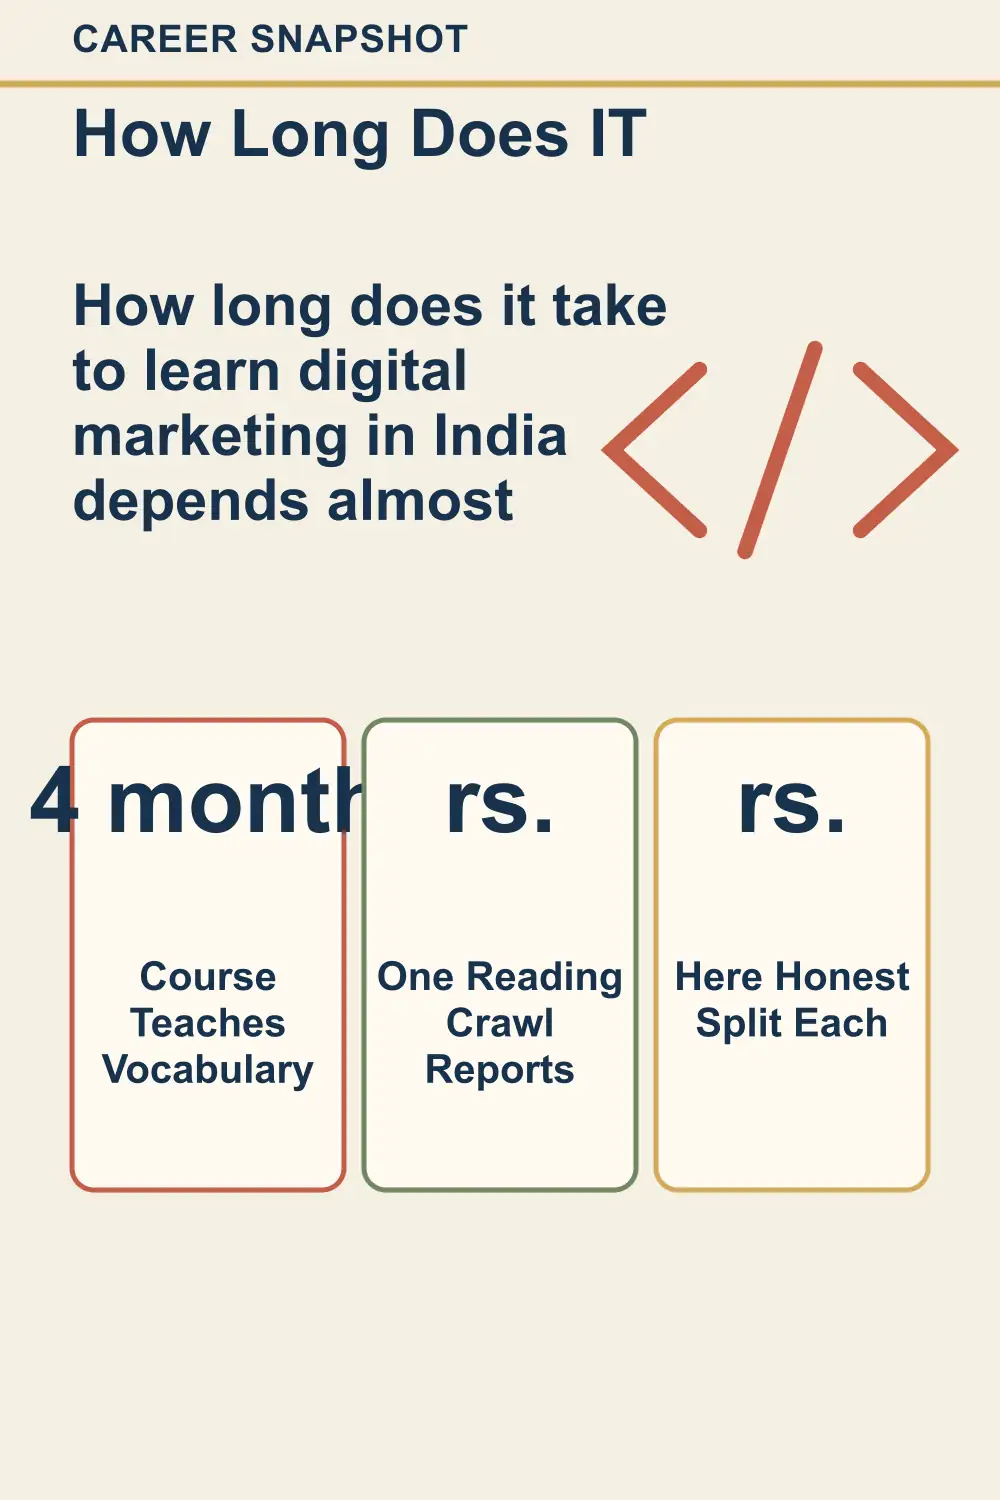 CAREER SNAPSHOT
How Long Does IT
How long does it take
to learn digital
marketing in India
depends almost
4 month
rs.
rs.
Course
Teaches
Vocabulary
One Reading
Crawl
Reports
Here Honest
Split Each